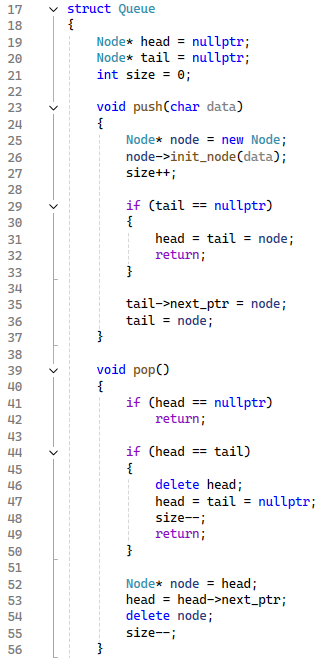 17 struct Queue
18 {
19     Node* head = nullptr;
20     Node* tail = nullptr;
21     int size = 0;
22
23     void push(char data)
24     {
25         Node* node = new Node;
26         node->init_node(data);
27         size++;
28
29         if (tail == nullptr)
30         {
31             head = tail = node;
32             return;
33         }
34
35         tail->next_ptr = node;
36         tail = node;
37     }
38
39     void pop()
40     {
41         if (head == nullptr)
42             return;
43
44         if (head == tail)
45         {
46             delete head;
47             head = tail = nullptr;
48             size--;
49             return;
50         }
51
52         Node* node = head;
53         head = head->next_ptr;
54         delete node;
55         size--;
56     }